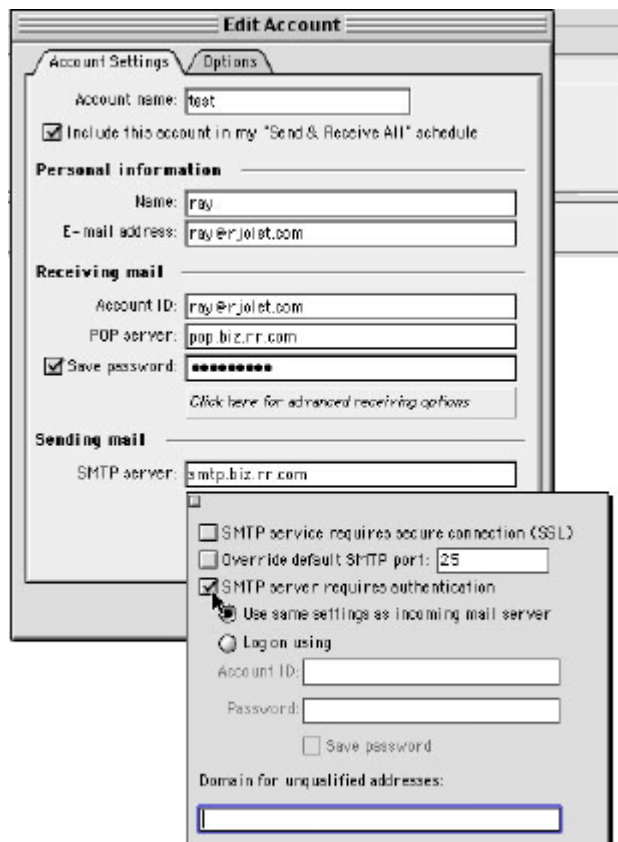 Edit Account
Account Settings Options
Account name: test
Include this account in my "Send & Receive All" schedule
Personal information
Name: ray
E-mail address: ray@rjolet.com
Receiving mail
Account ID: ray@rjolet.com
POP server: pop.biz.rr.com
Save password: •••••••••
Click here for advanced receiving options
Sending mail
SMTP server: smtp.biz.rr.com
SMTP service requires secure connection (SSL)
Override default SMTP port: 25
SMTP server requires authentication
Use same settings as incoming mail server
Log on using
Account ID:
Password:
Save password
Domain for unqualified addresses: